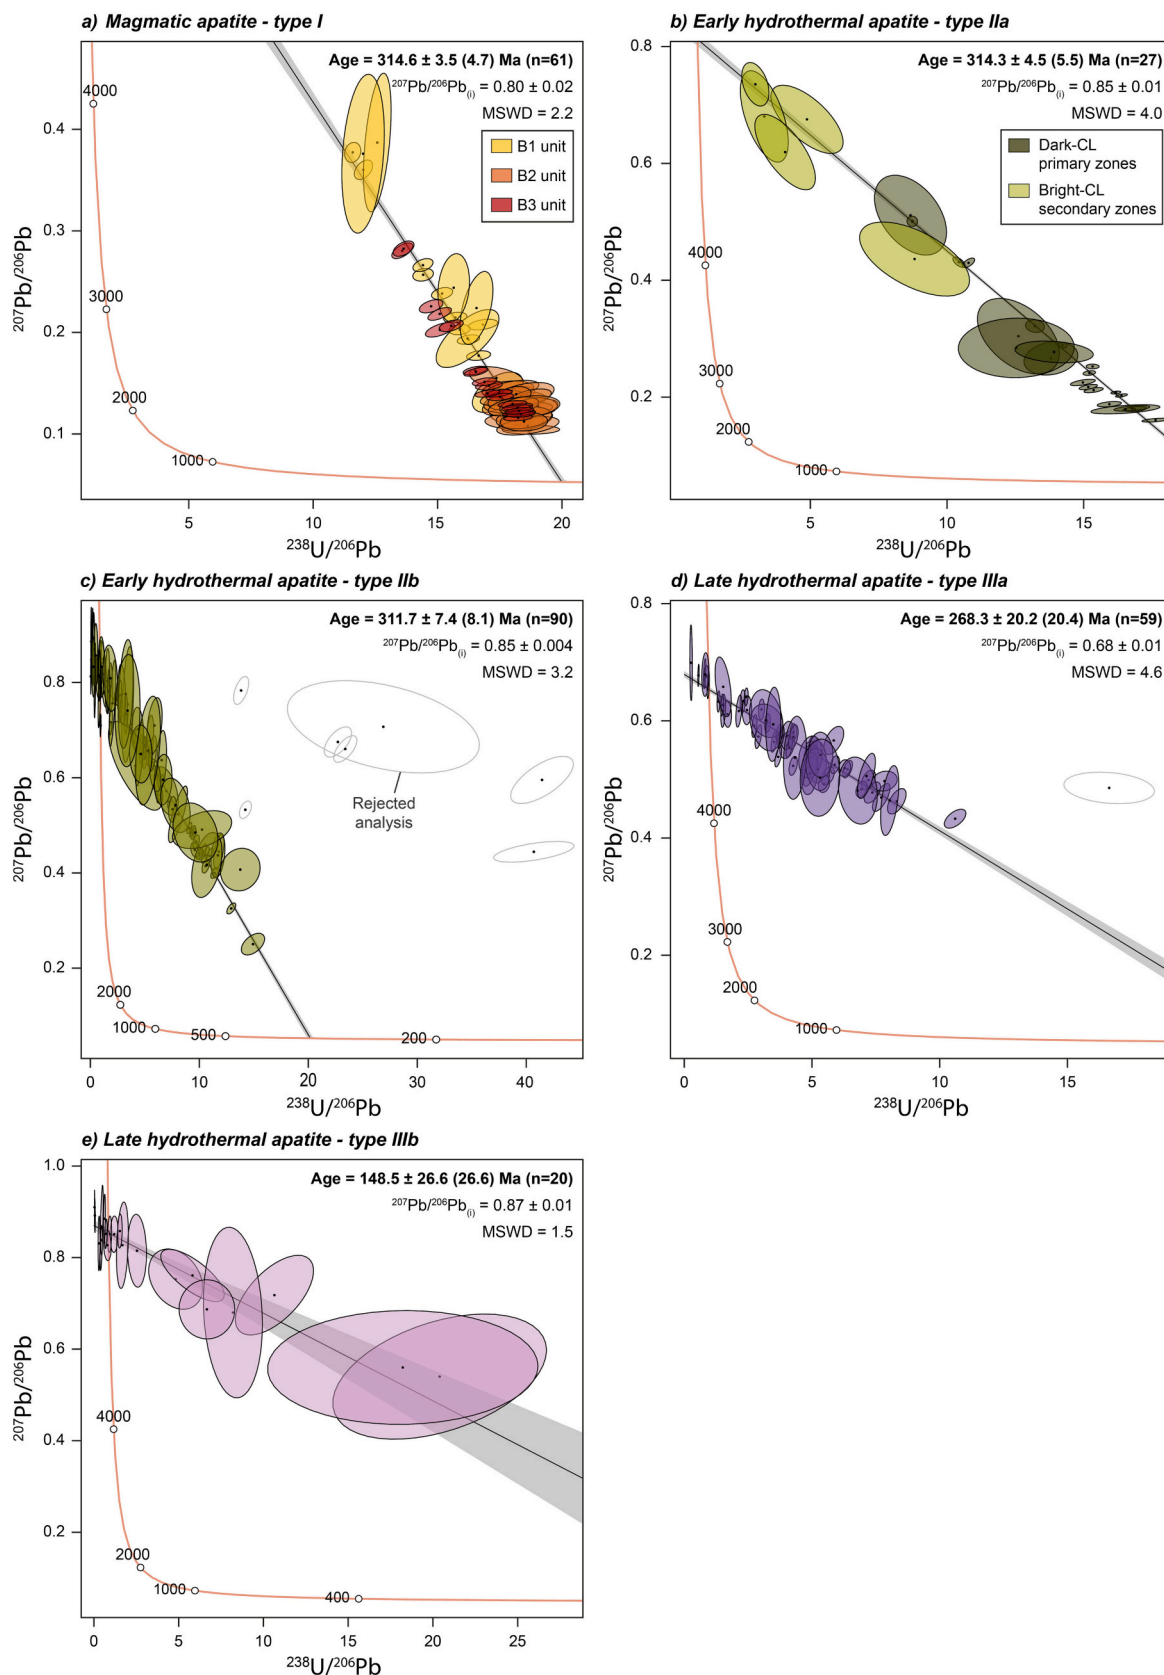 a) Magmatic apatite - type I
Age = 314.6 ± 3.5 (4.7) Ma (n=61)
²⁰⁷Pb/²⁰⁶Pb₍ᵢ₎ = 0.80 ± 0.02
MSWD = 2.2
B1 unit
B2 unit
B3 unit
4000
3000
2000
1000
0.4
0.3
0.2
0.1
²⁰⁷Pb/²⁰⁶Pb
5
10
15
20
²³⁸U/²⁰⁶Pb
b) Early hydrothermal apatite - type IIa
Age = 314.3 ± 4.5 (5.5) Ma (n=27)
²⁰⁷Pb/²⁰⁶Pb₍ᵢ₎ = 0.85 ± 0.01
MSWD = 4.0
Dark-CL
primary zones
Bright-CL
secondary zones
4000
3000
2000
1000
0.8
0.6
0.4
0.2
²⁰⁷Pb/²⁰⁶Pb
5
10
15
²³⁸U/²⁰⁶Pb
c) Early hydrothermal apatite - type IIb
Age = 311.7 ± 7.4 (8.1) Ma (n=90)
²⁰⁷Pb/²⁰⁶Pb₍ᵢ₎ = 0.85 ± 0.004
MSWD = 3.2
Rejected
analysis
2000
1000
500
200
0.8
0.6
0.4
0.2
²⁰⁷Pb/²⁰⁶Pb
0
10
20
30
40
²³⁸U/²⁰⁶Pb
d) Late hydrothermal apatite - type IIIa
Age = 268.3 ± 20.2 (20.4) Ma (n=59)
²⁰⁷Pb/²⁰⁶Pb₍ᵢ₎ = 0.68 ± 0.01
MSWD = 4.6
4000
3000
2000
1000
0.8
0.6
0.4
0.2
²⁰⁷Pb/²⁰⁶Pb
0
5
10
15
²³⁸U/²⁰⁶Pb
e) Late hydrothermal apatite - type IIIb
Age = 148.5 ± 26.6 (26.6) Ma (n=20)
²⁰⁷Pb/²⁰⁶Pb₍ᵢ₎ = 0.87 ± 0.01
MSWD = 1.5
4000
2000
1000
400
1.0
0.8
0.6
0.4
0.2
²⁰⁷Pb/²⁰⁶Pb
0
5
10
15
20
25
²³⁸U/²⁰⁶Pb